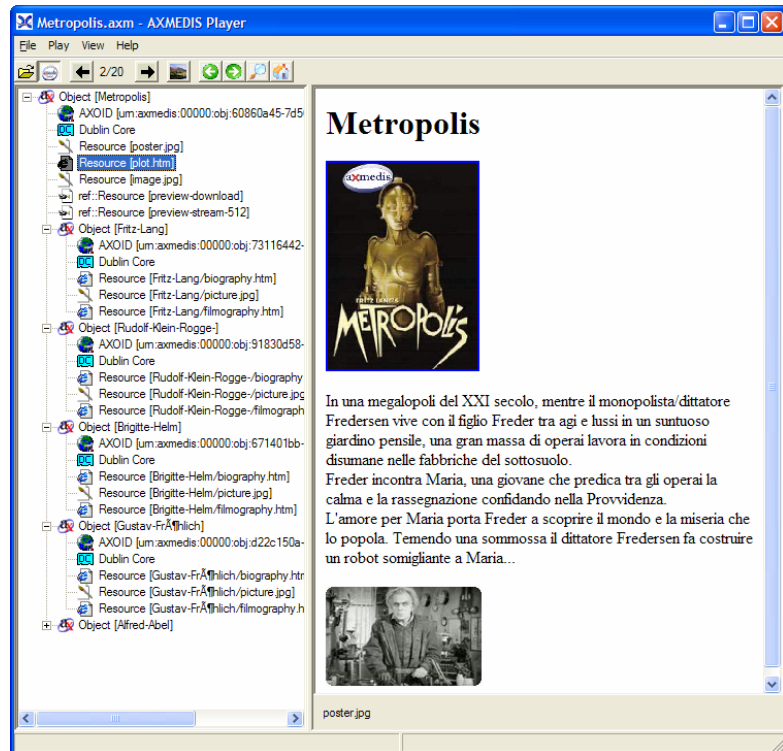 Metropolis.axm - AXMEDIS Player
File Play View Help
2/20
Object [Metropolis]
AXOID [urn:axmedis:00000:obj:60860a45-7d5
Dublin Core
Resource [poster.jpg]
Resource [plot.htm]
Resource [image.jpg]
ref::Resource [preview-download]
ref::Resource [preview-stream-512]
Object [Fritz-Lang]
AXOID [urn:axmedis:00000:obj:73116442-
DC Dublin Core
Resource [Fritz-Lang/biography.htm]
Resource [Fritz-Lang/picture.jpg]
Resource [Fritz-Lang/filmography.htm]
Object [Rudolf-Klein-Rogge-]
AXOID [urn:axmedis:00000:obj:91830d58-
DC Dublin Core
Resource [Rudolf-Klein-Rogge-/biography
Resource [Rudolf-Klein-Rogge-/picture.jpg
Resource [Rudolf-Klein-Rogge-/filmograph
Object [Brigitte-Helm]
AXOID [urn:axmedis:00000:obj:671401bb-
DC Dublin Core
Resource [Brigitte-Helm/biography.htm]
Resource [Brigitte-Helm/picture.jpg]
Resource [Brigitte-Helm/filmography.htm]
Object [Gustav-FrÃ¶hlich]
AXOID [urn:axmedis:00000:obj:d22c150a-
DC Dublin Core
Resource [Gustav-FrÃ¶hlich/biography.htm
Resource [Gustav-FrÃ¶hlich/picture.jpg]
Resource [Gustav-FrÃ¶hlich/filmography.h
Object [Alfred-Abel]
Metropolis
axmedis
FRITZ LANG'S
METROPOLIS
In una megalopoli del XXI secolo, mentre il monopolista/dittatore
Fredersen vive con il figlio Freder tra agi e lussi in un suntuoso
giardino pensile, una gran massa di operai lavora in condizioni
disumane nelle fabbriche del sottosuolo.
Freder incontra Maria, una giovane che predica tra gli operai la
calma e la rassegnazione confidando nella Provvidenza.
L'amore per Maria porta Freder a scoprire il mondo e la miseria che
lo popola. Temendo una sommossa il dittatore Fredersen fa costruire
un robot somigliante a Maria...
poster.jpg